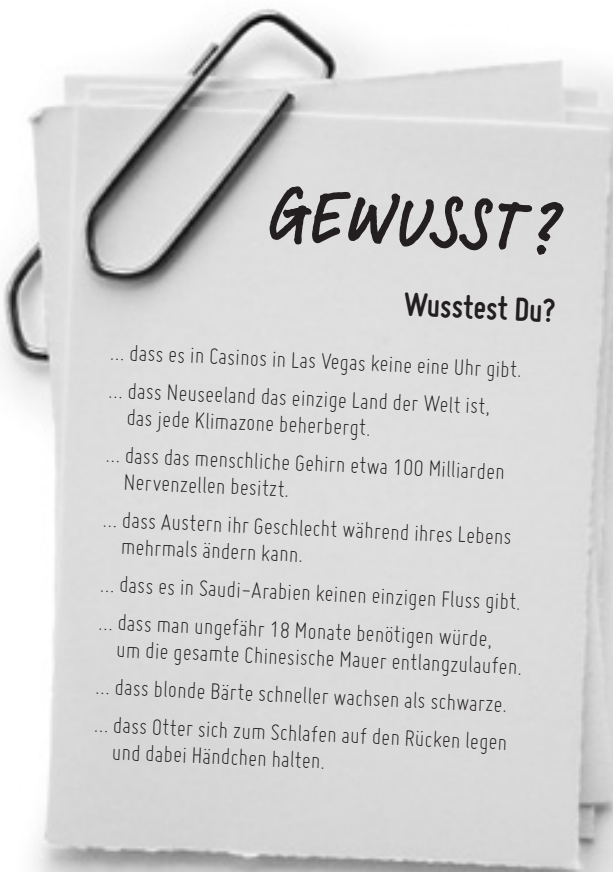 GEWUSST?
Wusstest Du?
... dass es in Casinos in Las Vegas keine eine Uhr gibt.
... dass Neuseeland das einzige Land der Welt ist,
das jede Klimazone beherbergt.
... dass das menschliche Gehirn etwa 100 Milliarden
Nervenzellen besitzt.
... dass Austern ihr Geschlecht während ihres Lebens
mehrmals ändern kann.
... dass es in Saudi-Arabien keinen einzigen Fluss gibt.
... dass man ungefähr 18 Monate benötigen würde,
um die gesamte Chinesische Mauer entlangzulaufen.
... dass blonde Bärte schneller wachsen als schwarze.
... dass Otter sich zum Schlafen auf den Rücken legen
und dabei Händchen halten.